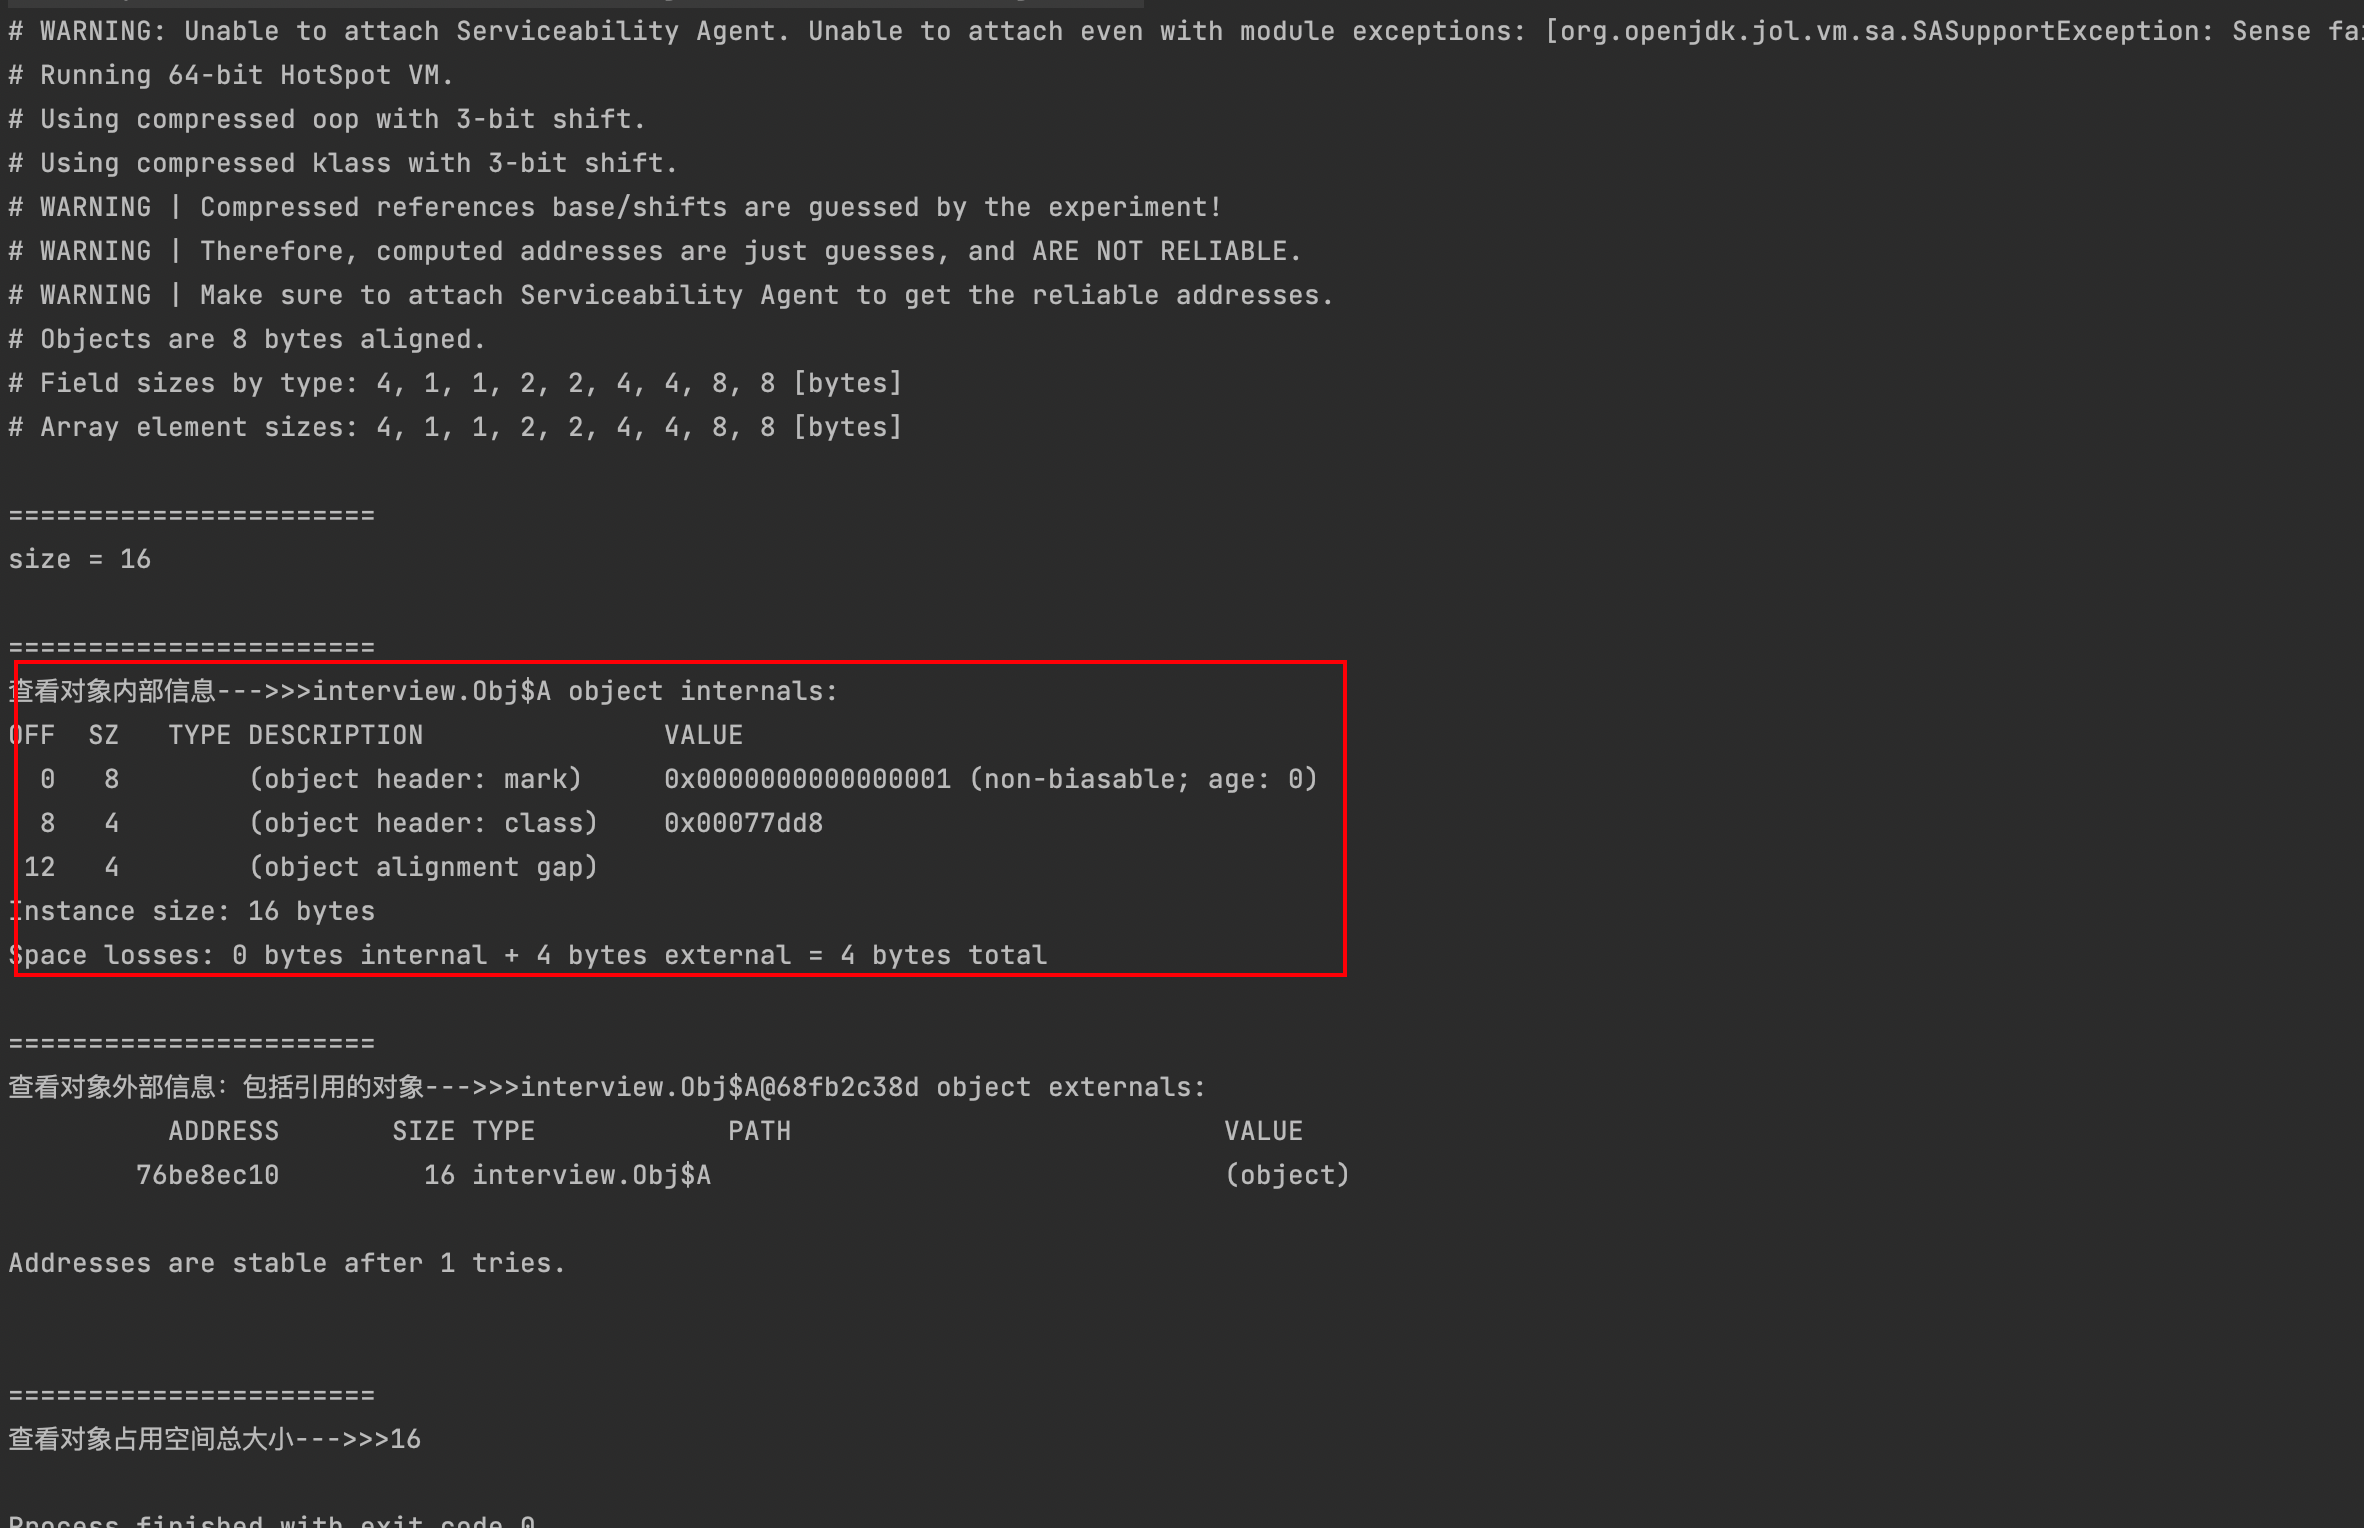 # WARNING: Unable to attach Serviceability Agent. Unable to attach even with module exceptions: [org.openjdk.jol.vm.sa.SASupportException: Sense
# Running 64-bit HotSpot VM.
# Using compressed oop with 3-bit shift.
# Using compressed klass with 3-bit shift.
# WARNING | Compressed references base/shifts are guessed by the experiment!
# WARNING | Therefore, computed addresses are just guesses, and ARE NOT RELIABLE.
# WARNING | Make sure to attach Serviceability Agent to get the reliable addresses.
# Objects are 8 bytes aligned.
# Field sizes by type: 4, 1, 1, 2, 2, 4, 4, 8, 8 [bytes]
# Array element sizes: 4, 1, 1, 2, 2, 4, 4, 8, 8 [bytes]
=======================
size = 16
=======================
查看对象内部信息--->>>interview.Obj$A object internals:
OFF  SZ   TYPE DESCRIPTION               VALUE
  0   8        (object header: mark)     0x0000000000000001 (non-biasable; age: 0)
  8   4        (object header: class)    0x00077dd8
 12   4        (object alignment gap)
Instance size: 16 bytes
Space losses: 0 bytes internal + 4 bytes external = 4 bytes total
=======================
查看对象外部信息：包括引用的对象--->>>interview.Obj$A@68fb2c38d object externals:
          ADDRESS       SIZE TYPE            PATH                           VALUE
        76be8ec10         16 interview.Obj$A                                (object)
Addresses are stable after 1 tries.
=======================
查看对象占用空间总大小--->>>16
Process finished with exit code 0